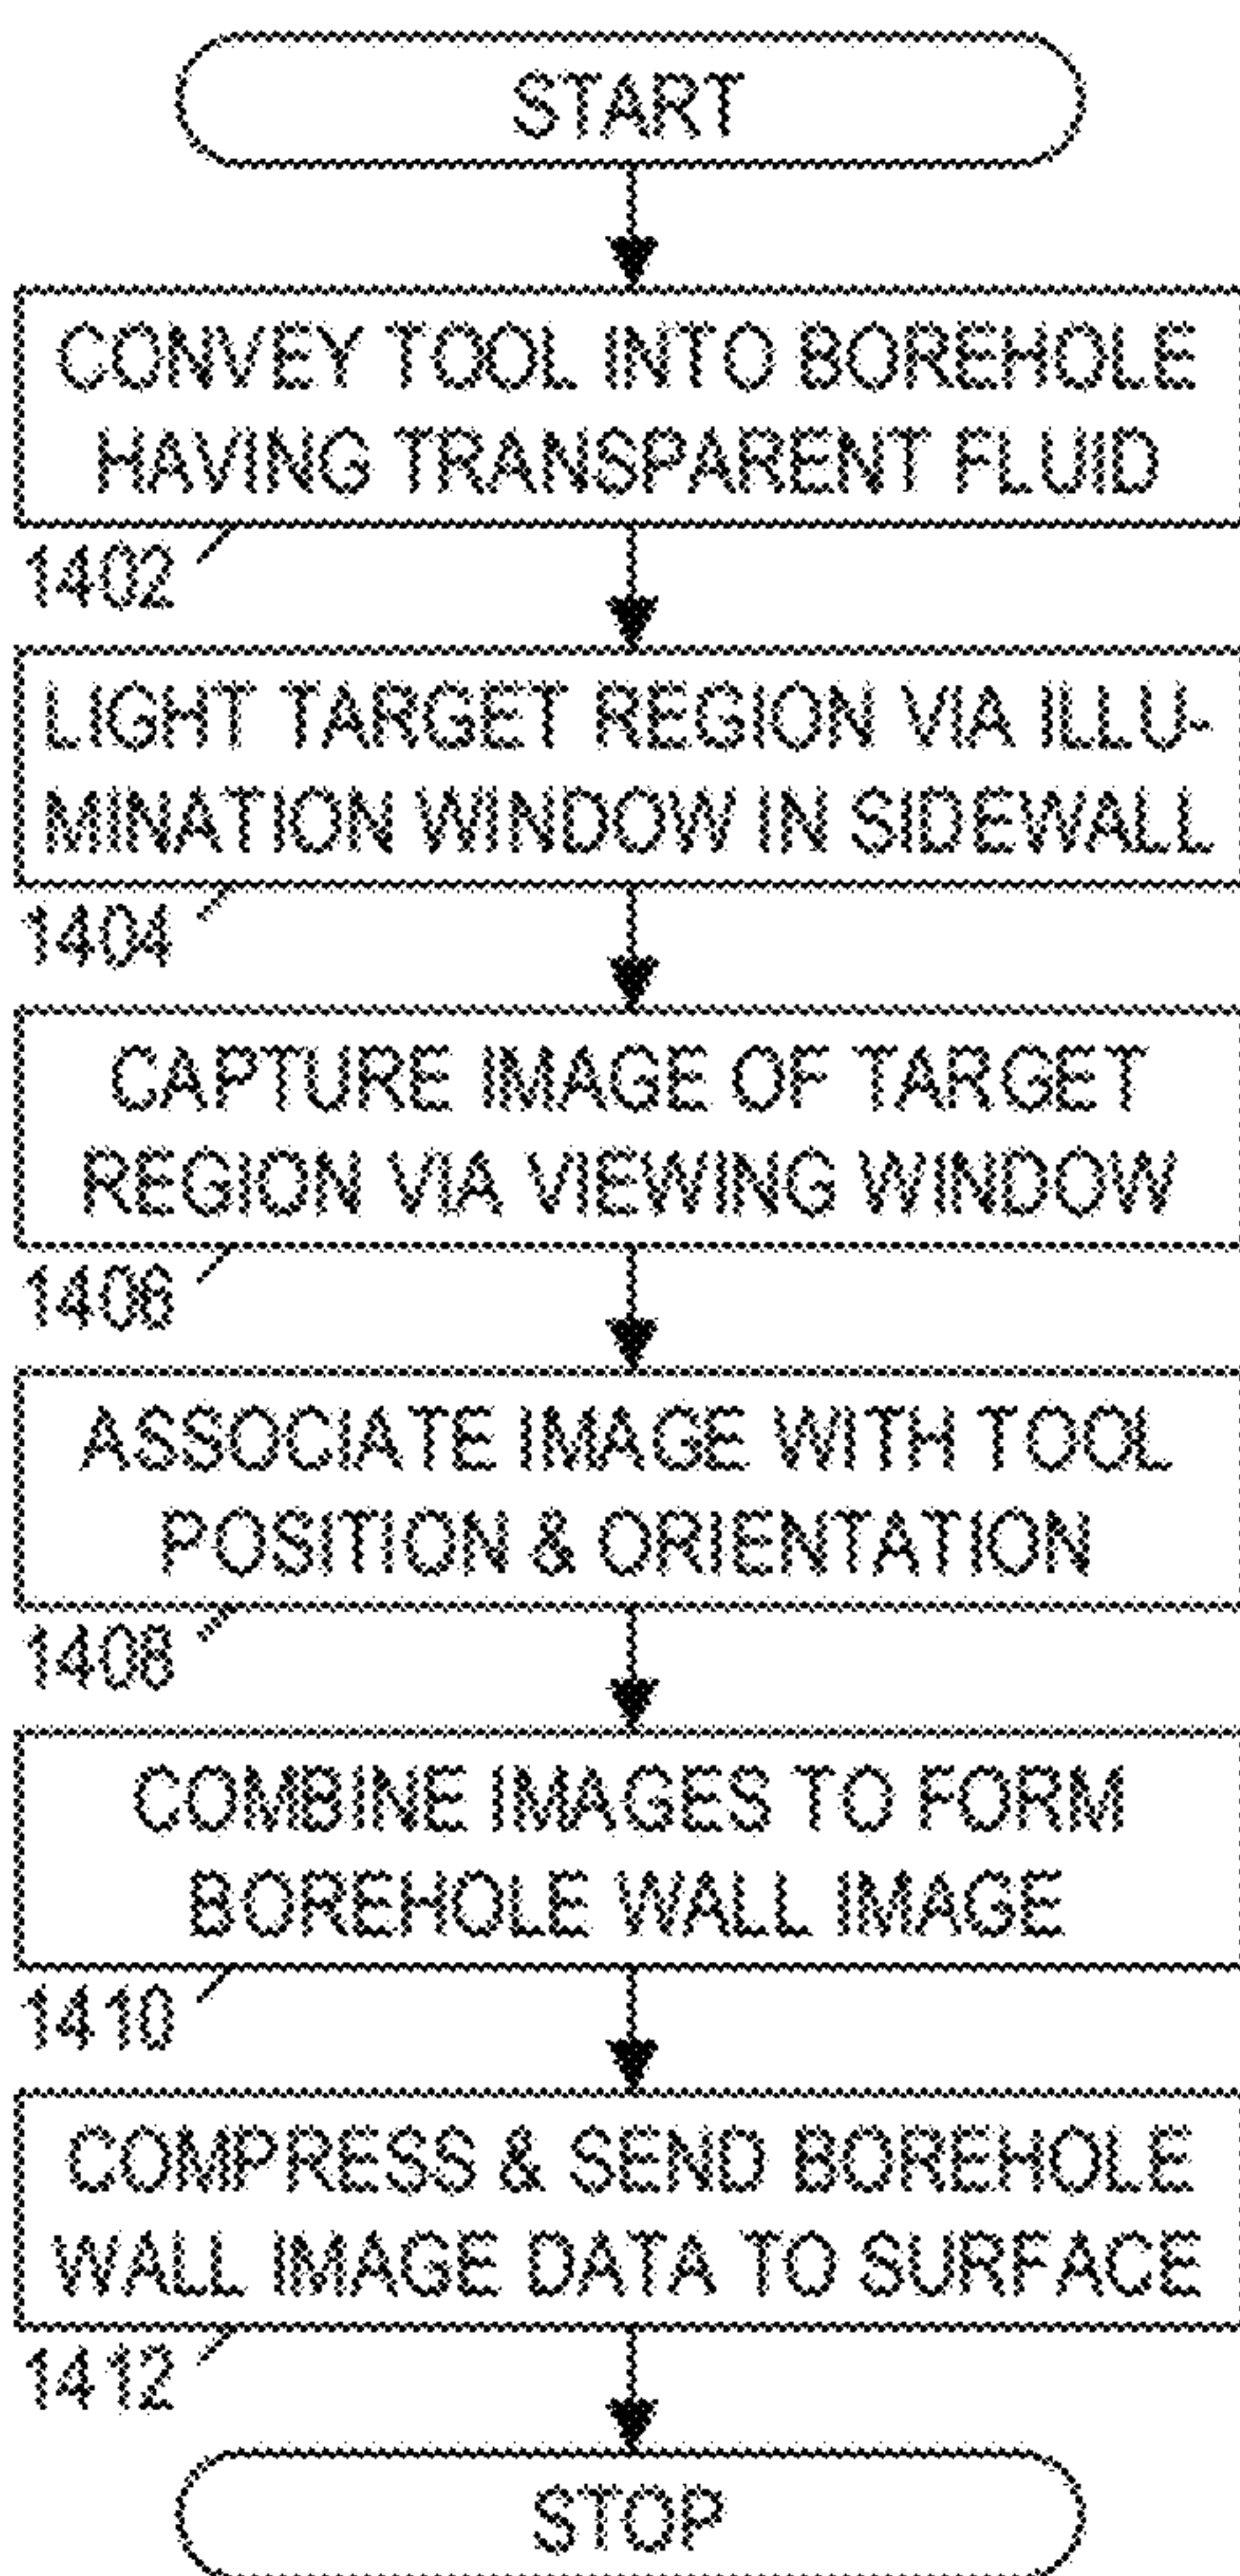 START
CONVEY TOOL INTO BOREHOLE
HAVING TRANSPARENT FLUID
1402
LIGHT TARGET REGION VIA ILLU-
MINATION WINDOW IN SIDEWALL
1404
CAPTURE IMAGE OF TARGET
REGION VIA VIEWING WINDOW
1406
ASSOCIATE IMAGE WITH TOOL
POSITION & ORIENTATION
1408
COMBINE IMAGES TO FORM
BOREHOLE WALL IMAGE
1410
COMPRESS & SEND BOREHOLE
WALL IMAGE DATA TO SURFACE
1412
STOP